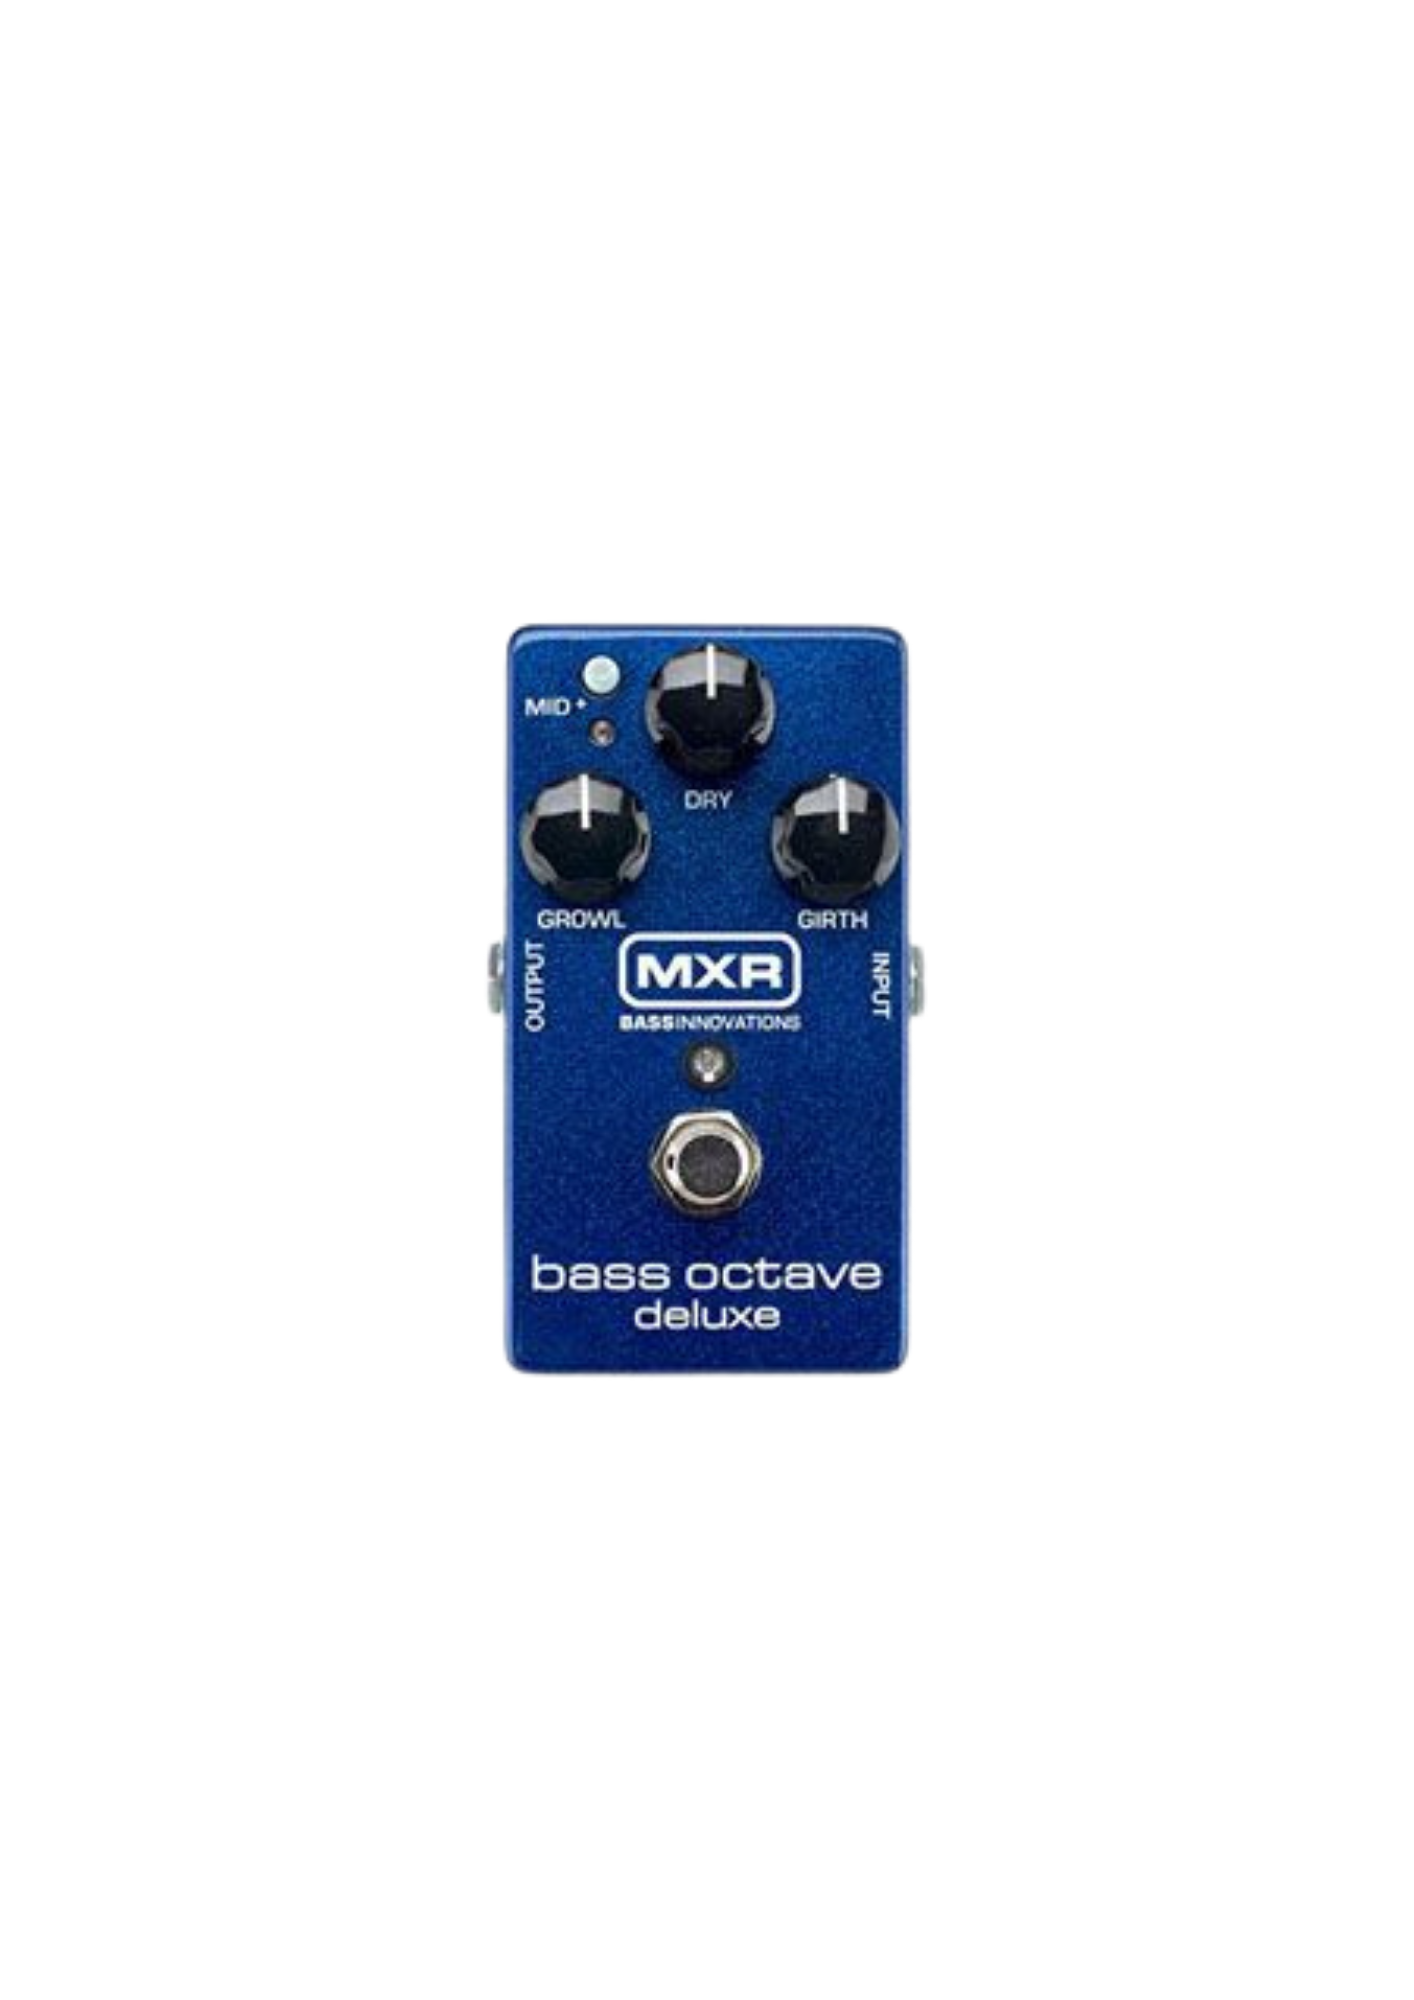 MID +
DRY
GROWL
GIRTH
OUTPUT
INPUT
MXR
BASSINNOVATIONS
bass octave
deluxe